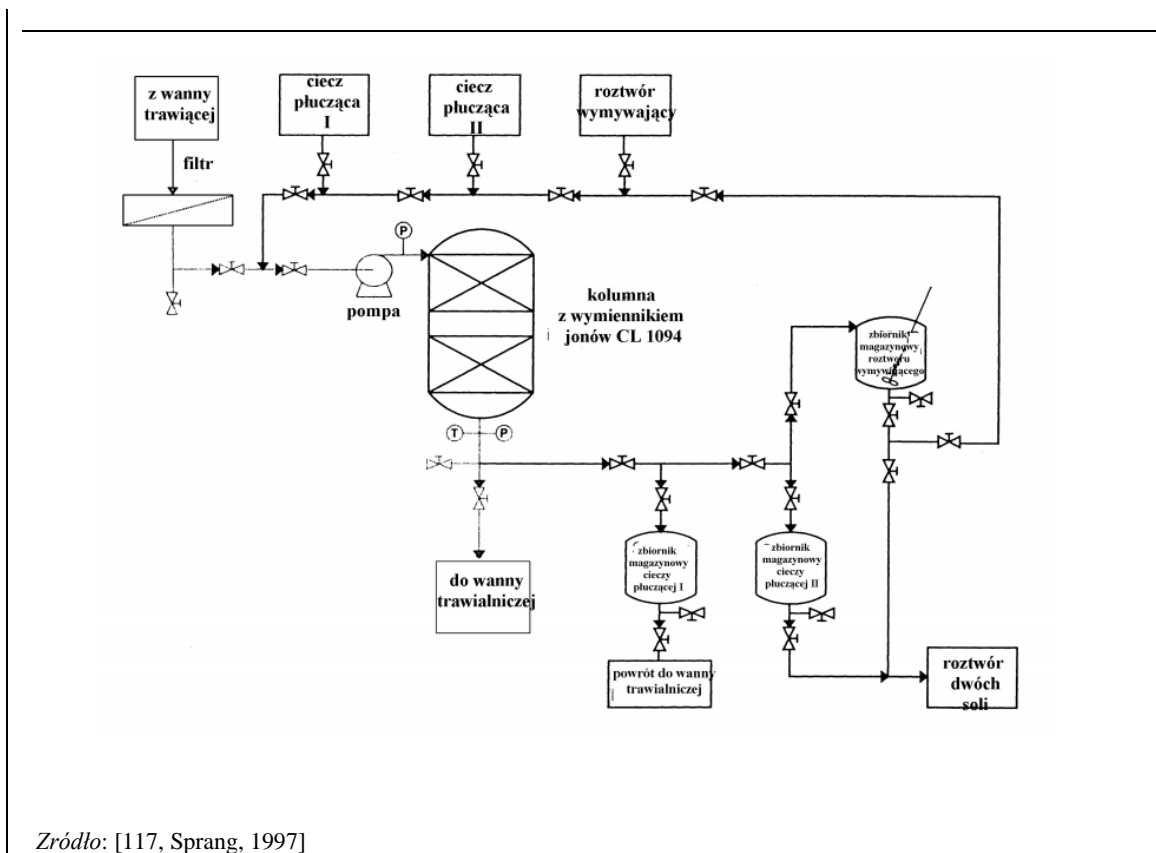 z wanny
trawiącej
ciecz
płucząca
I
ciecz
płucząca
II
roztwór
wymywający
filtr
P
pompa
kolumna
z wymiennikiem
jonów CL 1094
zbiornik
magazynowy
roztworu
wymywjącego
T
P
do wanny
trawialniczej
zbiornik
magazynowy
cieczy
płuczącej I
zbiornik
magazynowy
cieczy
płuczącej II
powrót do wanny
trawialniczej
roztwór
dwóch
soli
Zródło: [117, Sprang, 1997]